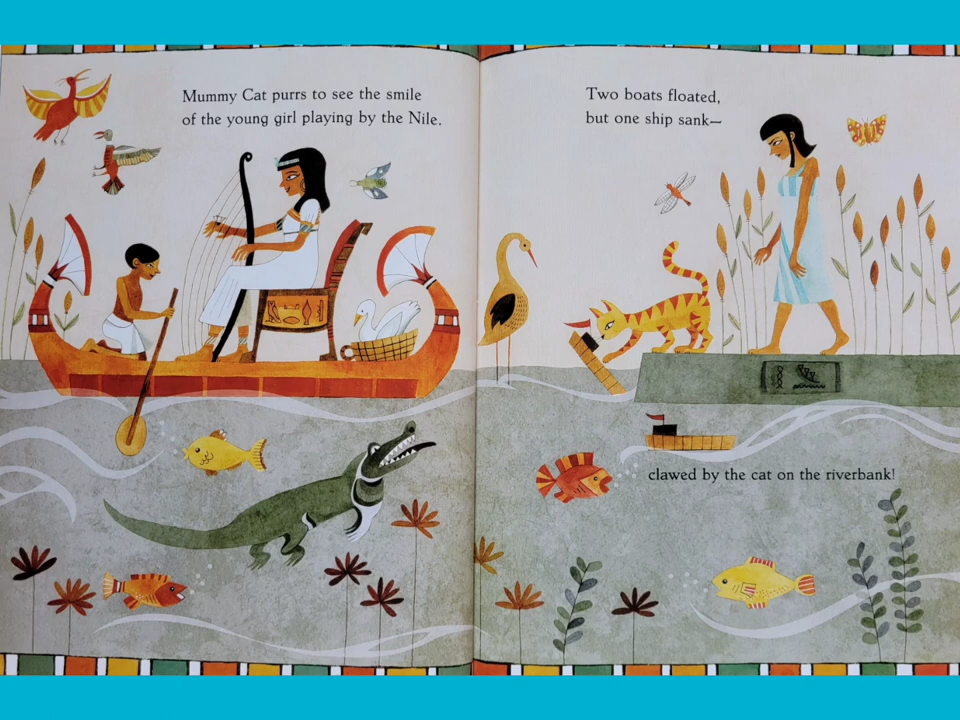 Mummy Cat purrs to see the smile
of the young girl playing by the Nile.
Two boats floated,
but one ship sank—
clawed by the cat on the riverbank!